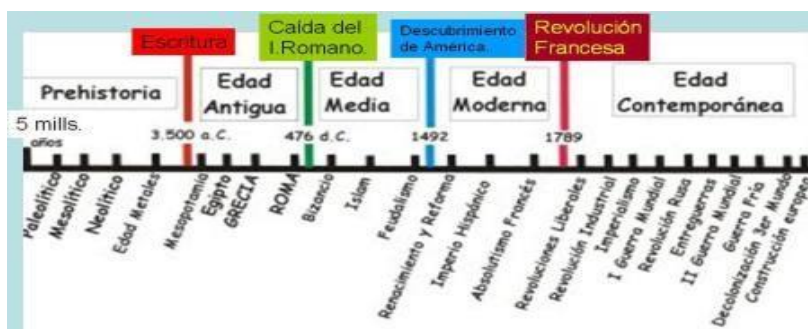 Escritura
Caída del
I.Romano.
Descubrimiento
de América.
Revolución
Francesa
Prehistoria
Edad
Antigua
Edad
Media
Edad
Moderna
Edad
Contemporánea
5 mills.
años
3.500 a.C.
476 d.C.
1492
1789
Paleolítico
Mesolítico
Neolítico
Edad Metales
Mesopotamia
Egipto
GRECIA
ROMA
Bizancio
Islam
Feudalismo
Renacimiento y Reforma
Imperio Hispánico
Absolutismo Francés
Revoluciones Liberales
Revolución Industrial
Imperialismo
I Guerra Mundial
Revolución Rusa
Entreguerras
II Guerra Mundial
Guerra Fría
Decolonización 3er Mundo
Construcción europe